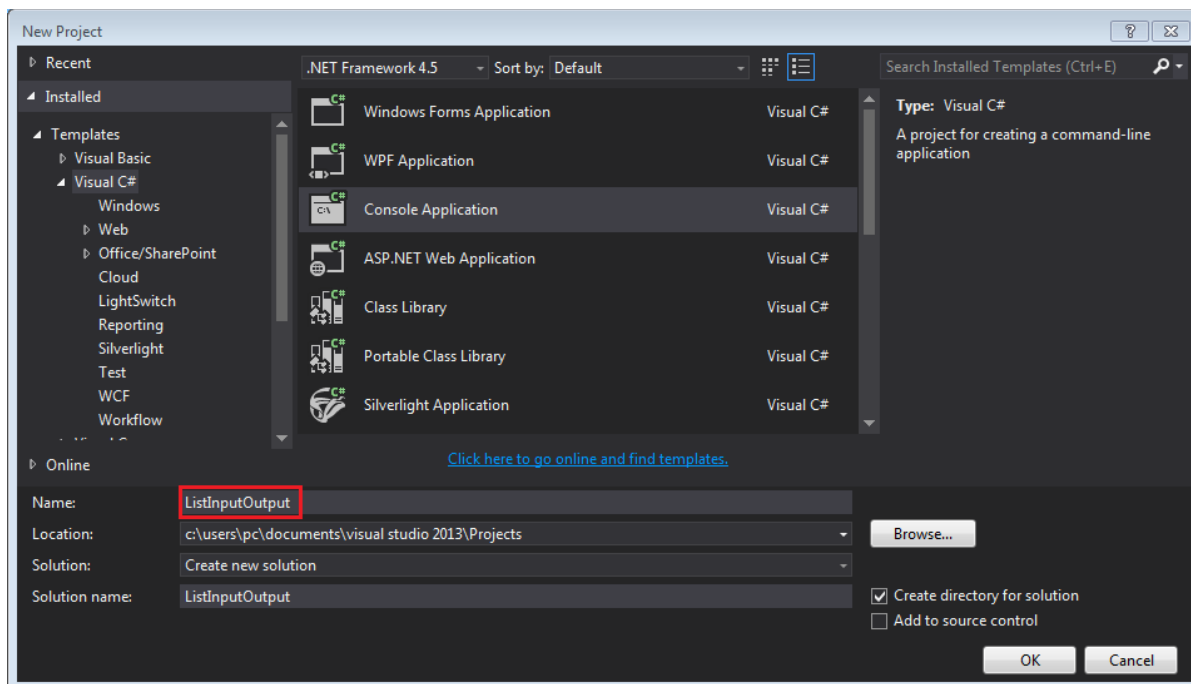 New Project
Recent
.NET Framework 4.5
Sort by: Default
Search Installed Templates (Ctrl+E)
Installed
Templates
Visual Basic
Visual C#
Windows
Web
Office/SharePoint
Cloud
LightSwitch
Reporting
Silverlight
Test
WCF
Workflow
Online
C# Windows Forms Application Visual C#
C# WPF Application Visual C#
C# C:\ Console Application Visual C#
C# ASP.NET Web Application Visual C#
C# Class Library Visual C#
C# Portable Class Library Visual C#
C# Silverlight Application Visual C#
Click here to go online and find templates.
Type: Visual C#
A project for creating a command-line
application
Name: ListInputOutput
Location: c:\users\pc\documents\visual studio 2013\Projects
Browse...
Solution: Create new solution
Solution name: ListInputOutput
Create directory for solution
Add to source control
OK Cancel